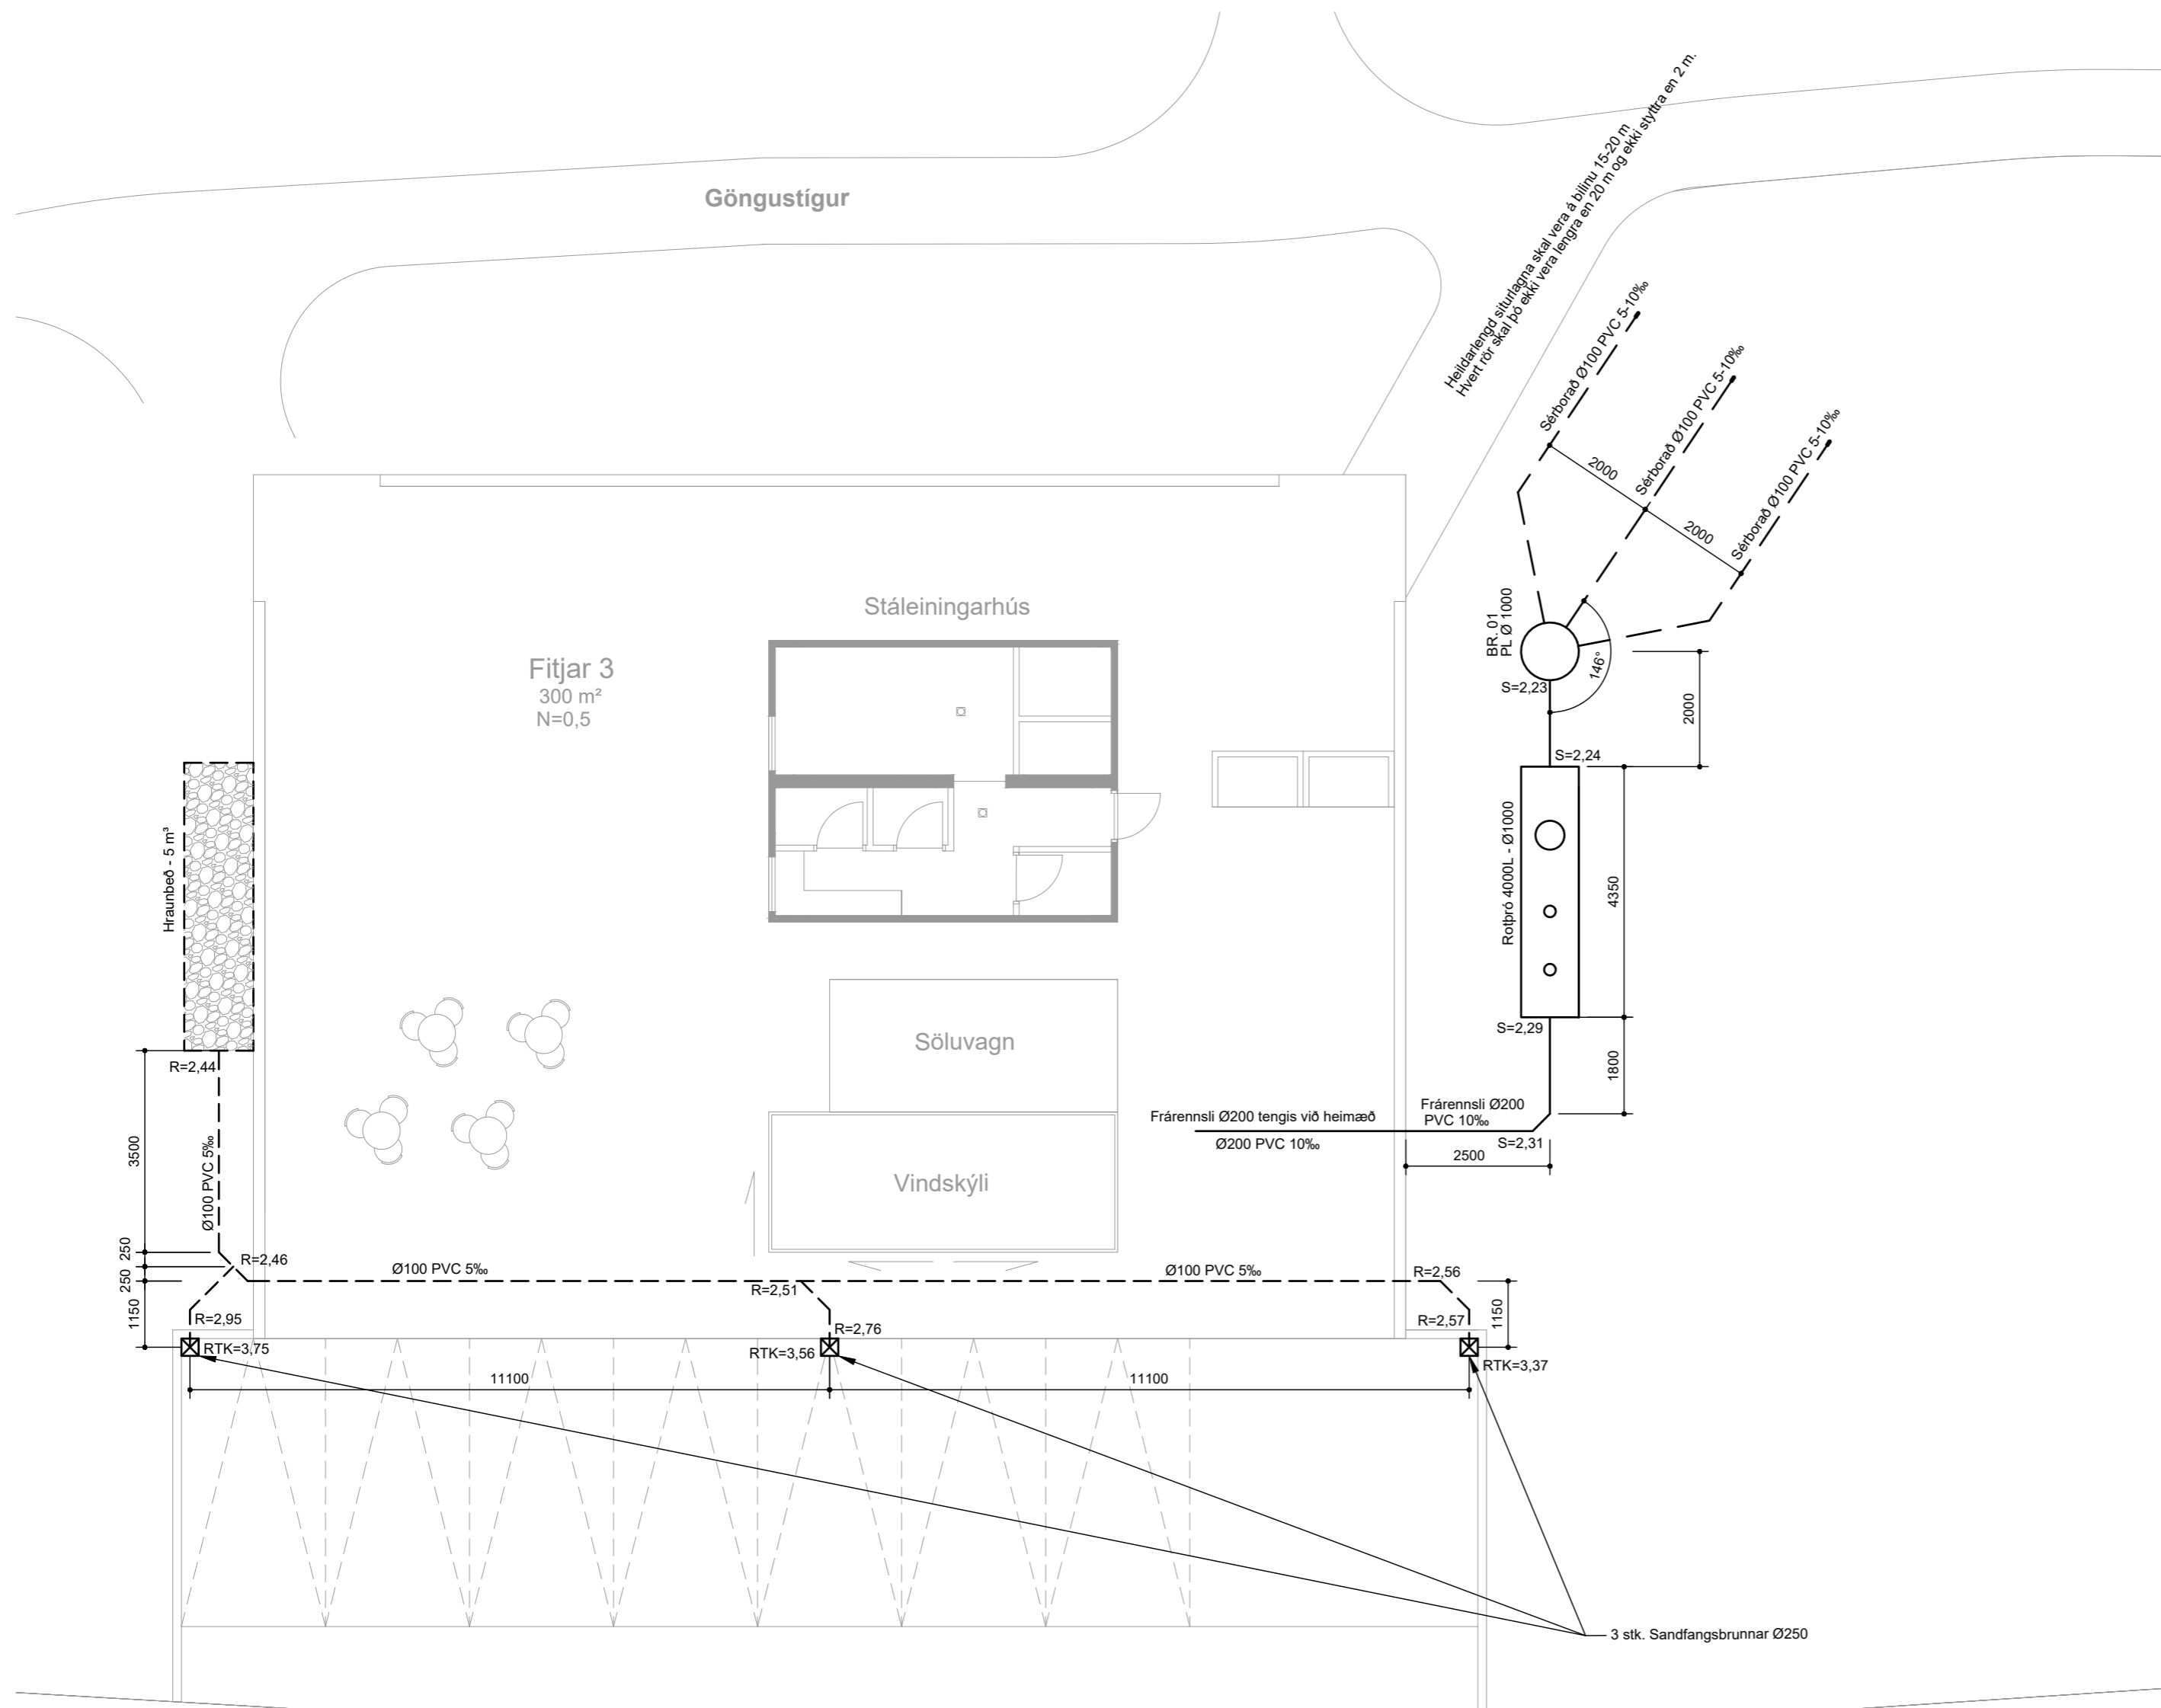 Göngustígur
Heildarlengd siturlagna skal vera á bilinu 15-20 m
Hvert rör skal þó ekki vera lengra en 20 m og ekki styttra en 2 m.
Sérborað Ø100 PVC 5-10‰
Sérborað Ø100 PVC 5-10‰
Sérborað Ø100 PVC 5-10‰
2000
2000
Stáleiningarhús
BR. 01
PL Ø 1000
146°
2000
S=2,23
S=2,24
Fitjar 3
300 m²
N=0,5
Hraunbeð - 5 m³
Rotþró 4000L - Ø1000
4350
S=2,29
1800
Söluvagn
R=2,44
3500
Ø100 PVC 5‰
Frárennsli Ø200 tengis við heimæð
Ø200 PVC 10‰
Frárennsli Ø200
PVC 10‰
S=2,31
2500
Vindskýli
250
250
1150
R=2,46
Ø100 PVC 5‰
R=2,51
Ø100 PVC 5‰
R=2,56
1150
R=2,95
R=2,76
R=2,57
RTK=3,75
RTK=3,56
RTK=3,37
11100
11100
3 stk. Sandfangsbrunnar Ø250